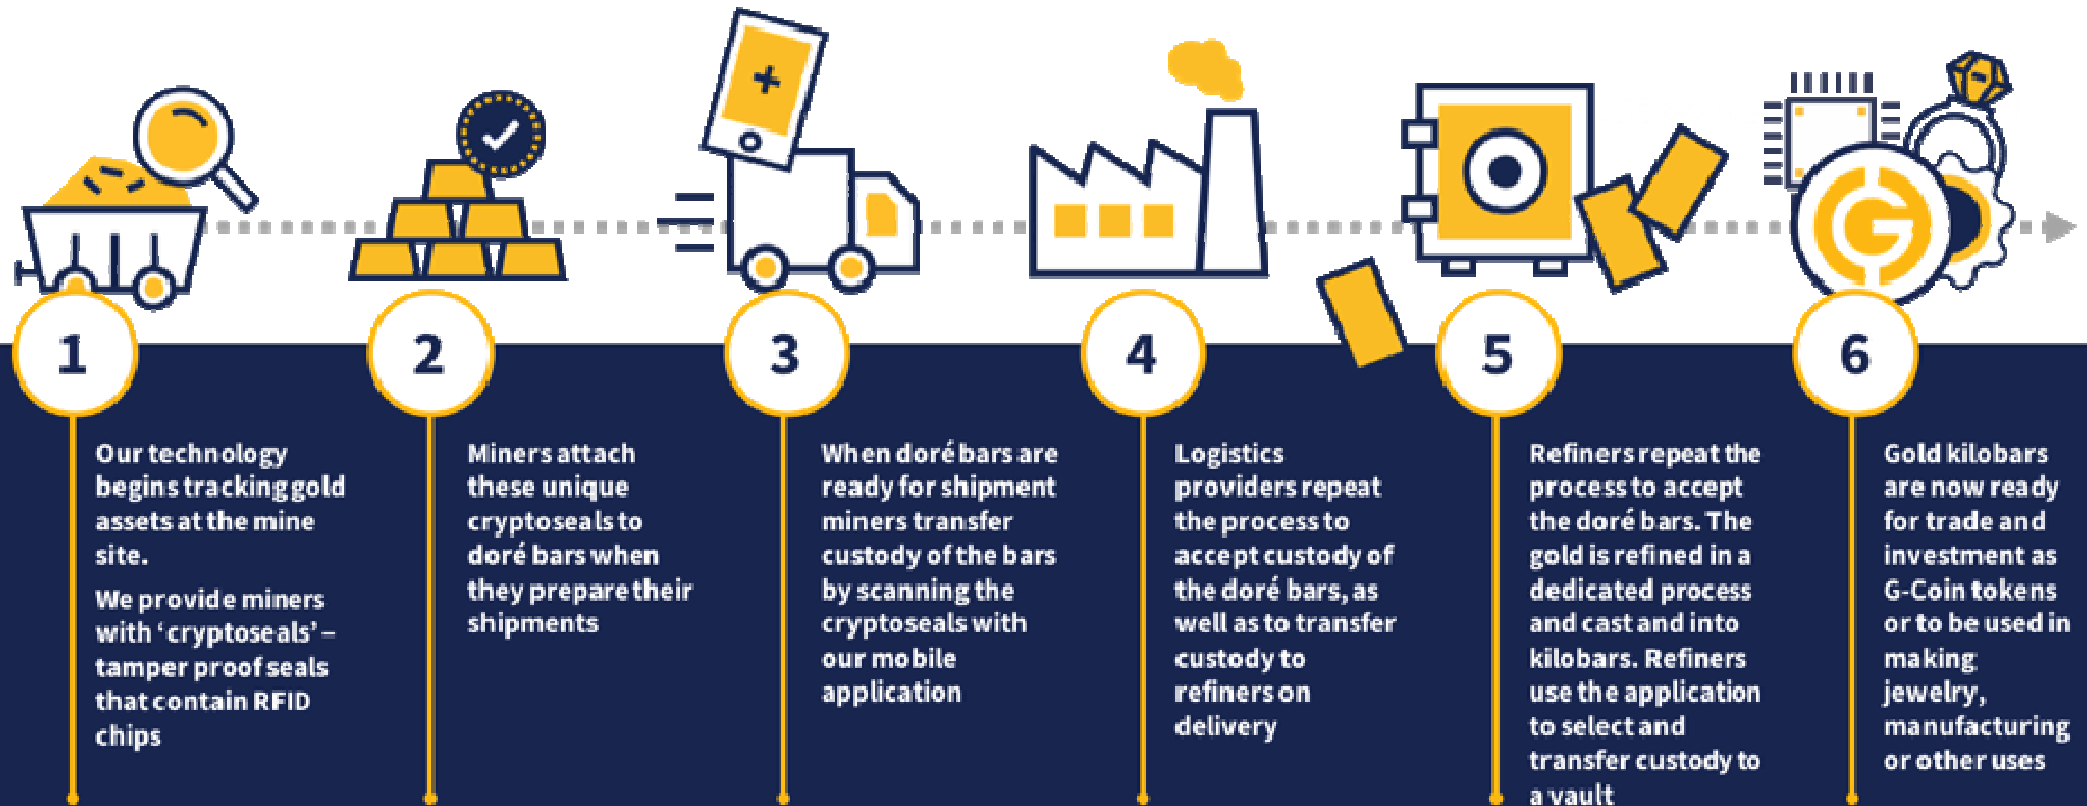 1
Our technology
begins tracking gold
assets at the mine
site.
We provide miners
with ‘cryptoseals’ –
tamper proof seals
that contain RFID
chips
2
Miners attach
these unique
cryptoseals to
doré bars when
they prepare their
shipments
3
When doré bars are
ready for shipment
miners transfer
custody of the bars
by scanning the
cryptoseals with
our mobile
application
4
Logistics
providers repeat
the process to
accept custody of
the doré bars, as
well as to transfer
custody to
refiners on
delivery
5
Refiners repeat the
process to accept
the doré bars. The
gold is refined in a
dedicated process
and cast and into
kilobars. Refiners
use the application
to select and
transfer custody to
a vault
G
6
Gold kilobars
are now ready
for trade and
investment as
G-Coin tokens
or to be used in
making
jewelry,
manufacturing
or other uses